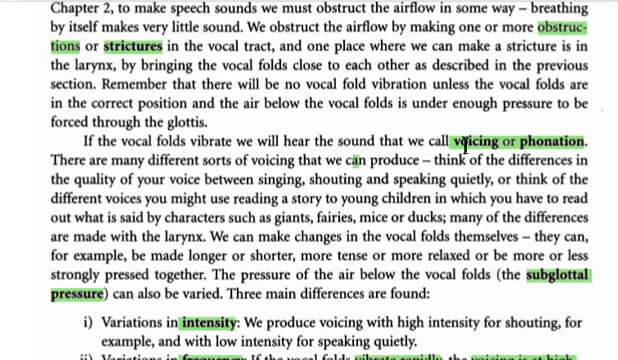 Chapter 2, to make speech sounds we must obstruct the airflow in some way – breathing
by itself makes very little sound. We obstruct the airflow by making one or more obstruc-
tions or strictures in the vocal tract, and one place where we can make a stricture is in
the larynx, by bringing the vocal folds close to each other as described in the previous
section. Remember that there will be no vocal fold vibration unless the vocal folds are
in the correct position and the air below the vocal folds is under enough pressure to be
forced through the glottis.
If the vocal folds vibrate we will hear the sound that we call voicing or phonation.
There are many different sorts of voicing that we can produce – think of the differences in
the quality of your voice between singing, shouting and speaking quietly, or think of the
different voices you might use reading a story to young children in which you have to read
out what is said by characters such as giants, fairies, mice or ducks; many of the differences
are made with the larynx. We can make changes in the vocal folds themselves – they can,
for example, be made longer or shorter, more tense or more relaxed or be more or less
strongly pressed together. The pressure of the air below the vocal folds (the subglottal
pressure) can also be varied. Three main differences are found:
i) Variations in intensity: We produce voicing with high intensity for shouting, for
example, and with low intensity for speaking quietly.
ii) Variations in frequency: If the vocal folds vibrate rapidly, the voicing is at high